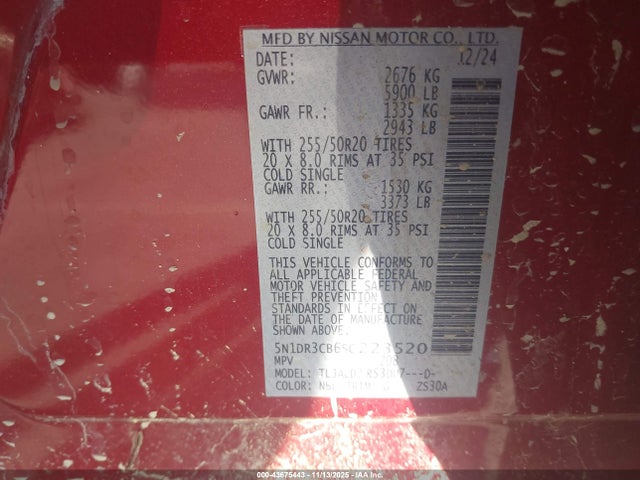 MFD BY NISSAN MOTOR CO., LTD.
DATE: 12/24
GVWR: 2676 KG
5900 LB
GAWR FR.: 1335 KG
2943 LB
WITH 255/50R20 TIRES
20 X 8.0 RIMS AT 35 PSI
COLD SINGLE
GAWR RR.: 1530 KG
3373 LB
WITH 255/50R20 TIRES
20 X 8.0 RIMS AT 35 PSI
COLD SINGLE
THIS VEHICLE CONFORMS TO
ALL APPLICABLE FEDERAL
MOTOR VEHICLE SAFETY AND
THEFT PREVENTION
STANDARDS IN EFFECT ON
THE DATE OF MANUFACTURE
SHOWN ABOVE.
5N1DR3CB6SC223520
MPV
MODEL:
COLOR: ZS30A
000-43675443 - 11/13/2025 - IAA Holdings, LLC